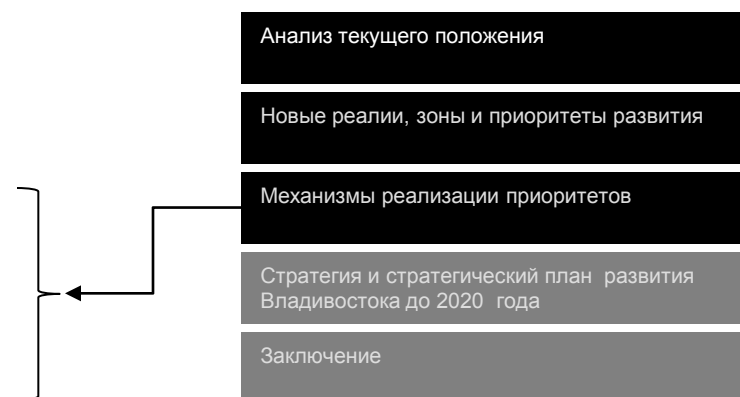 Анализ текущего положения
Новые реалии, зоны и приоритеты развития
Механизмы реализации приоритетов
Стратегия и стратегический план развития
Владивостока до 2020 года
Заключение